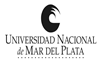 UNIVERSIDAD NACIONAL
de MAR DEL PLATA